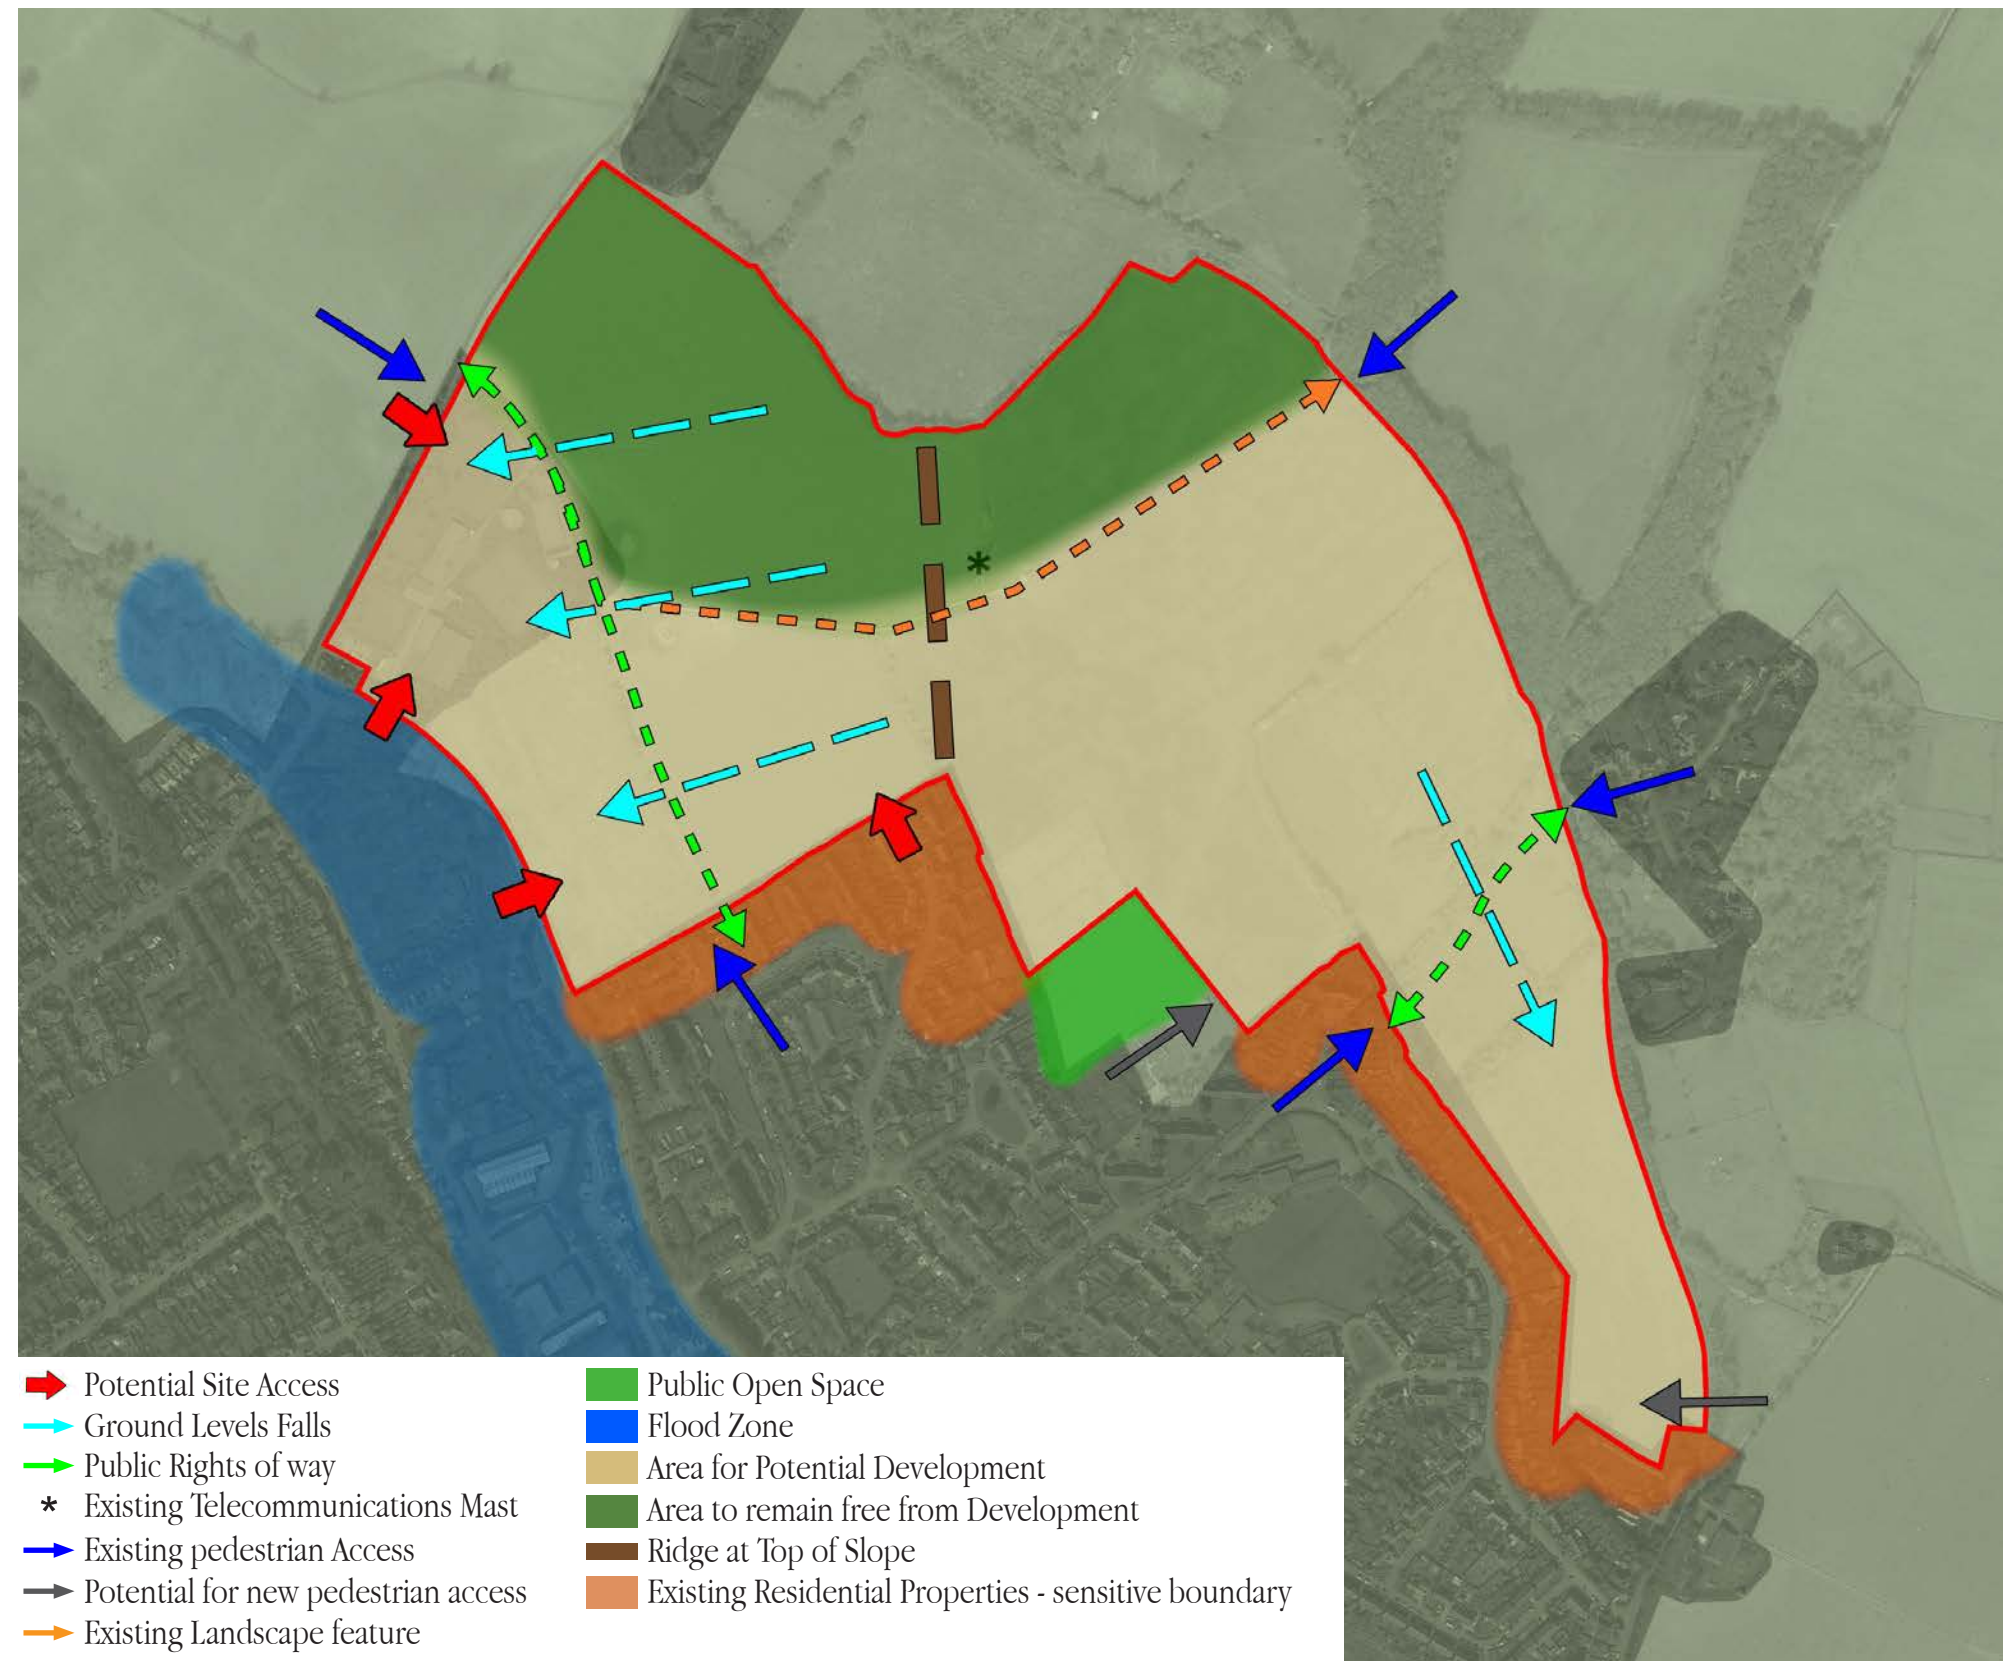 Potential Site Access
Ground Levels Falls
Public Rights of way
* Existing Telecommunications Mast
Existing pedestrian Access
Potential for new pedestrian access
Existing Landscape feature
Public Open Space
Flood Zone
Area for Potential Development
Area to remain free from Development
Ridge at Top of Slope
Existing Residential Properties - sensitive boundary